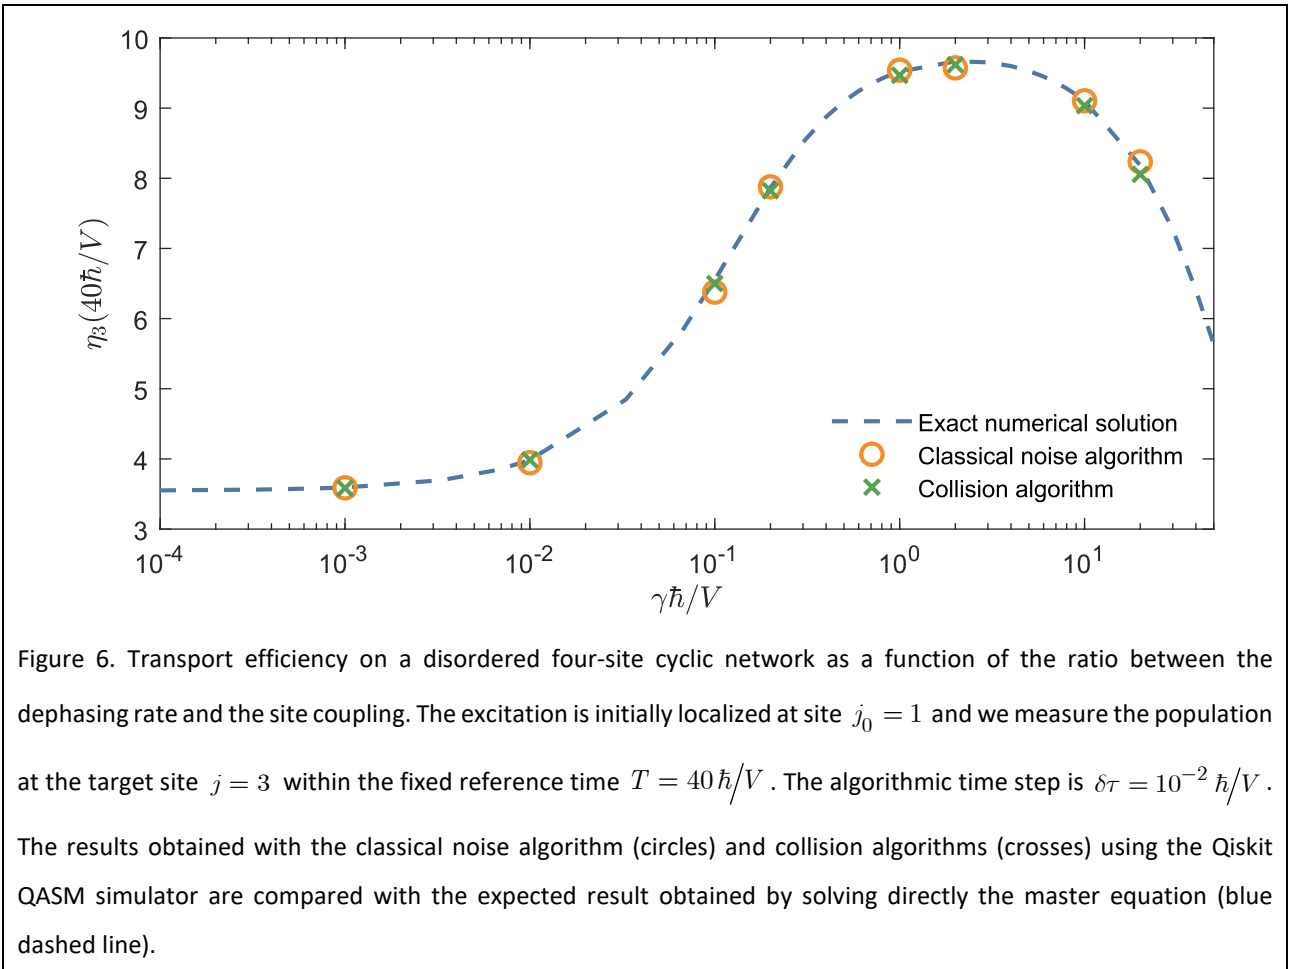 10
9
8
7
6
5
4
3
η₃(40ħ/V)
Exact numerical solution
Classical noise algorithm
Collision algorithm
10⁻⁴ 10⁻³ 10⁻² 10⁻¹ 10⁰ 10¹
γħ/V
Figure 6. Transport efficiency on a disordered four-site cyclic network as a function of the ratio between the
dephasing rate and the site coupling. The excitation is initially localized at site j₀ = 1 and we measure the population
at the target site j = 3 within the fixed reference time T = 40 ħ/V . The algorithmic time step is δτ = 10⁻² ħ/V .
The results obtained with the classical noise algorithm (circles) and collision algorithms (crosses) using the Qiskit
QASM simulator are compared with the expected result obtained by solving directly the master equation (blue
dashed line).